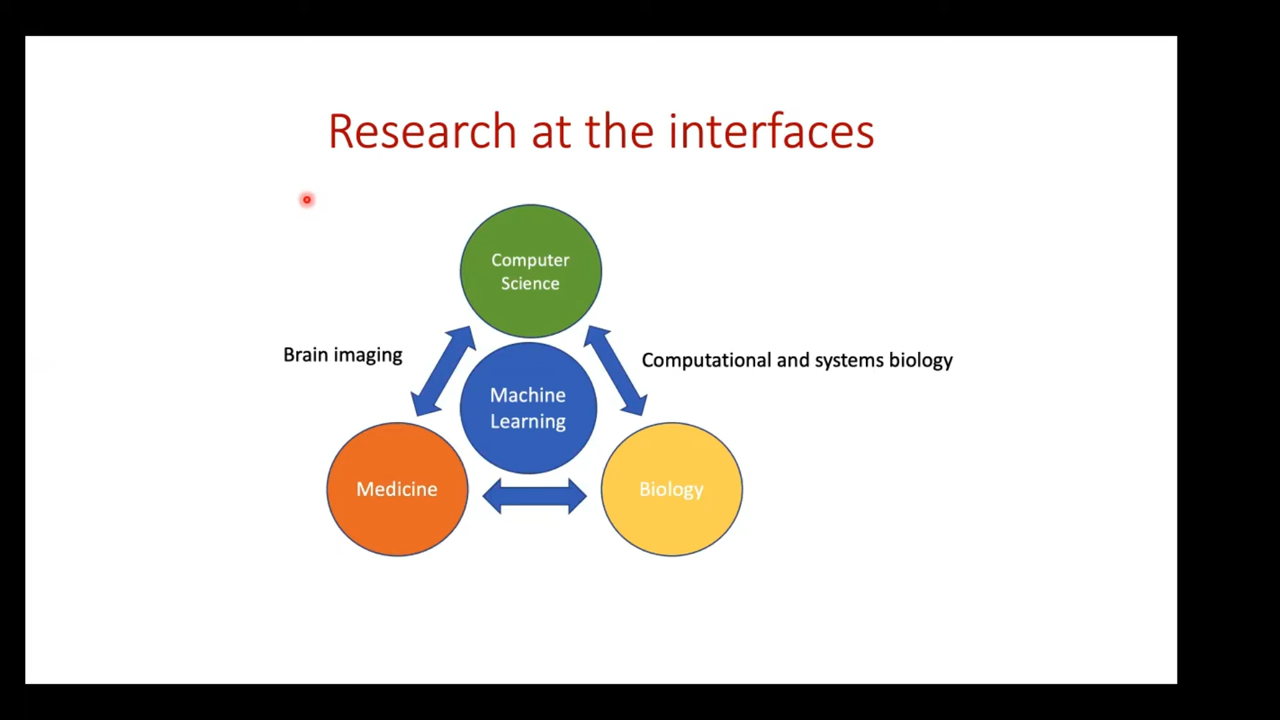 Research at the interfaces
Computer
Science
Brain imaging
Computational and systems biology
Machine
Learning
Medicine
Biology